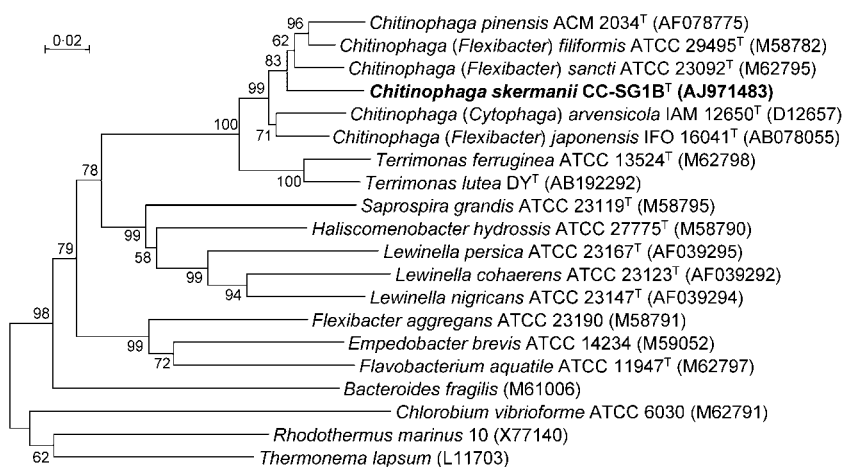 0·02
96
Chitinophaga pinensis ACM 2034ᵀ (AF078775)
62
Chitinophaga (Flexibacter) filiformis ATCC 29495ᵀ (M58782)
83
Chitinophaga (Flexibacter) sancti ATCC 23092ᵀ (M62795)
99
Chitinophaga skermanii CC-SG1Bᵀ (AJ971483)
Chitinophaga (Cytophaga) arvensicola IAM 12650ᵀ (D12657)
100
71
Chitinophaga (Flexibacter) japonensis IFO 16041ᵀ (AB078055)
Terrimonas ferruginea ATCC 13524ᵀ (M62798)
78
100
Terrimonas lutea DYᵀ (AB192292)
Saprospira grandis ATCC 23119ᵀ (M58795)
99
Haliscomenobacter hydrossis ATCC 27775ᵀ (M58790)
79
58
Lewinella persica ATCC 23167ᵀ (AF039295)
99
Lewinella cohaerens ATCC 23123ᵀ (AF039292)
94
Lewinella nigricans ATCC 23147ᵀ (AF039294)
98
Flexibacter aggregans ATCC 23190 (M58791)
99
Empedobacter brevis ATCC 14234 (M59052)
72
Flavobacterium aquatile ATCC 11947ᵀ (M62797)
Bacteroides fragilis (M61006)
Chlorobium vibrioforme ATCC 6030 (M62791)
Rhodothermus marinus 10 (X77140)
62
Thermonema lapsum (L11703)